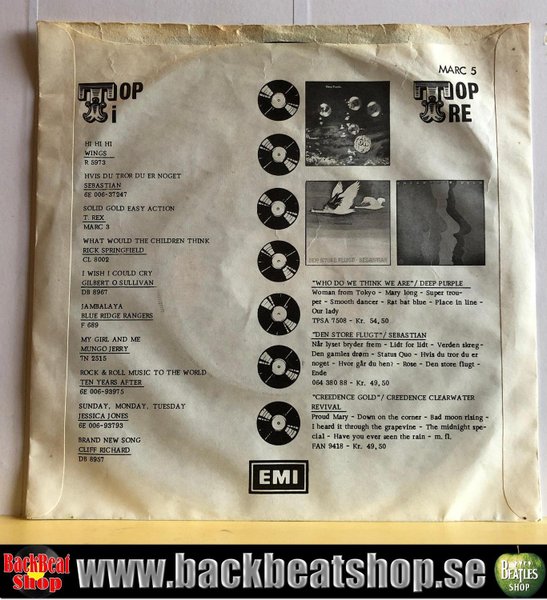 MARC 5
TOP
i
HI HI HI
WINGS
R 5973
HVIS DU TROR DU ER NOGET
SEBASTIAN
6E 006-37247
SOLID GOLD EASY ACTION
T. REX
MARC 3
WHAT WOULD THE CHILDREN THINK
RICK SPRINGFIELD
CL 8002
I WISH I COULD CRY
GILBERT O SULLIVAN
DB 8967
JAMBALAYA
BLUE RIDGE RANGERS
F 689
MY GIRL AND ME
MUNGO JERRY
7N 2515
ROCK & ROLL MUSIC TO THE WORLD
TEN YEARS AFTER
6E 006-93975
SUNDAY, MONDAY, TUESDAY
JESSICA JONES
6E 006-93793
BRAND NEW SONG
CLIFF RICHARD
DB 8957
TOP
RE
Deep Purple
DEN STORE FLUGT - SEBASTIAN
"WHO DO WE THINK WE ARE"/ DEEP PURPLE
Woman from Tokyo - Mary long - Super trou-
per - Smooth dancer - Rat bat blue - Place in line -
Our lady
TPSA 7508 - Kr. 54,50
"DEN STORE FLUGT"/ SEBASTIAN
Når lyset bryder frem - Lidt for lidt - Verden skreg-
Den gamles drøm - Status Quo - Hvis du tror du er
noget - Hvor går du hen? - Rose - Den store flugt -
Ende
064 380 88 - Kr. 49,50
"CREEDENCE GOLD"/ CREEDENCE CLEARWATER
REVIVAL
Proud Mary - Down on the corner - Bad moon rising -
I heard it through the grapevine - The midnight spe-
cial - Have you ever seen the rain - m. fl.
FAN 9418 - Kr. 49,50
EMI
BackBeat
Shop
www.backbeatshop.se
BEATLES
SHOP